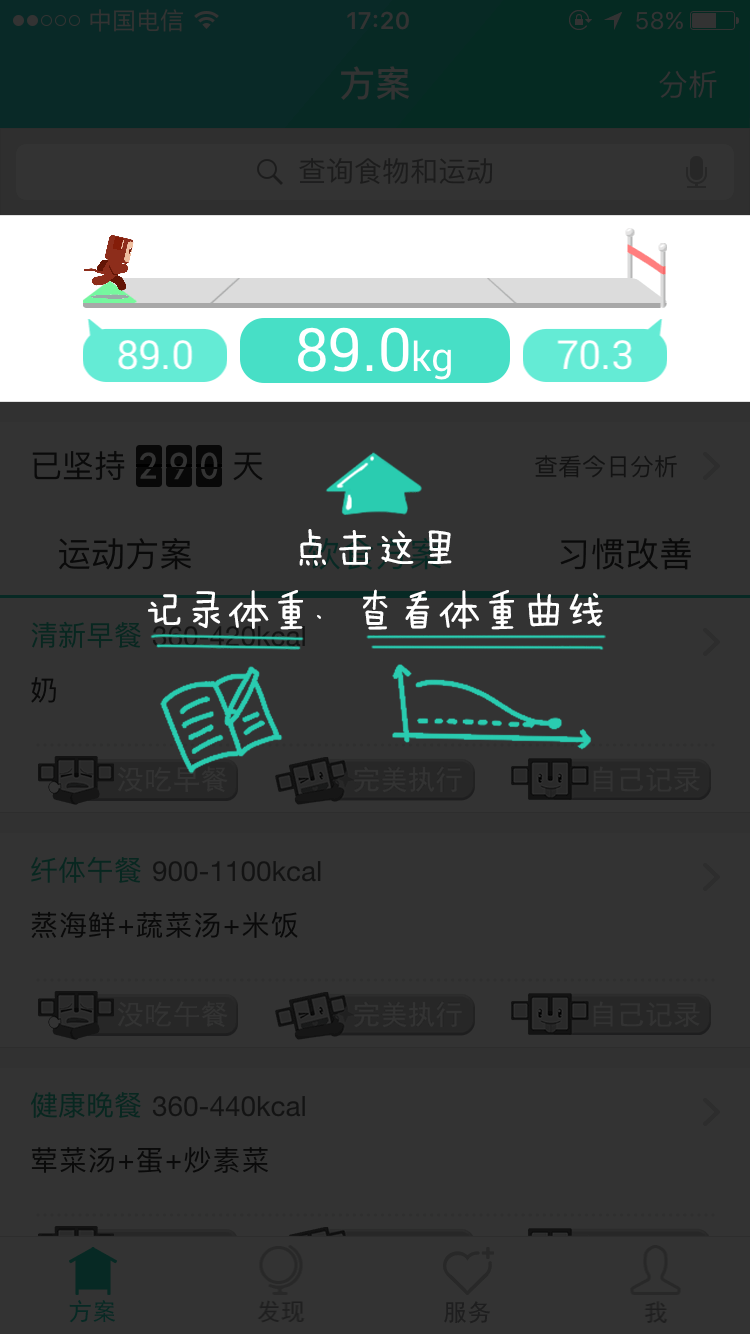 中国电信 17:20 58%
方案 分析
查询食物和运动
89.0 89.0kg 70.3
已坚持 290 天 查看今日分析
点击这里
运动方案 饮食方案 习惯改善
记录体重、查看体重曲线
清新早餐 360-420kcal
奶
没吃早餐 完美执行 自己记录
纤体午餐 900-1100kcal
蒸海鲜+蔬菜汤+米饭
没吃午餐 完美执行 自己记录
健康晚餐 360-440kcal
荤菜汤+蛋+炒素菜
方案 发现 服务 我